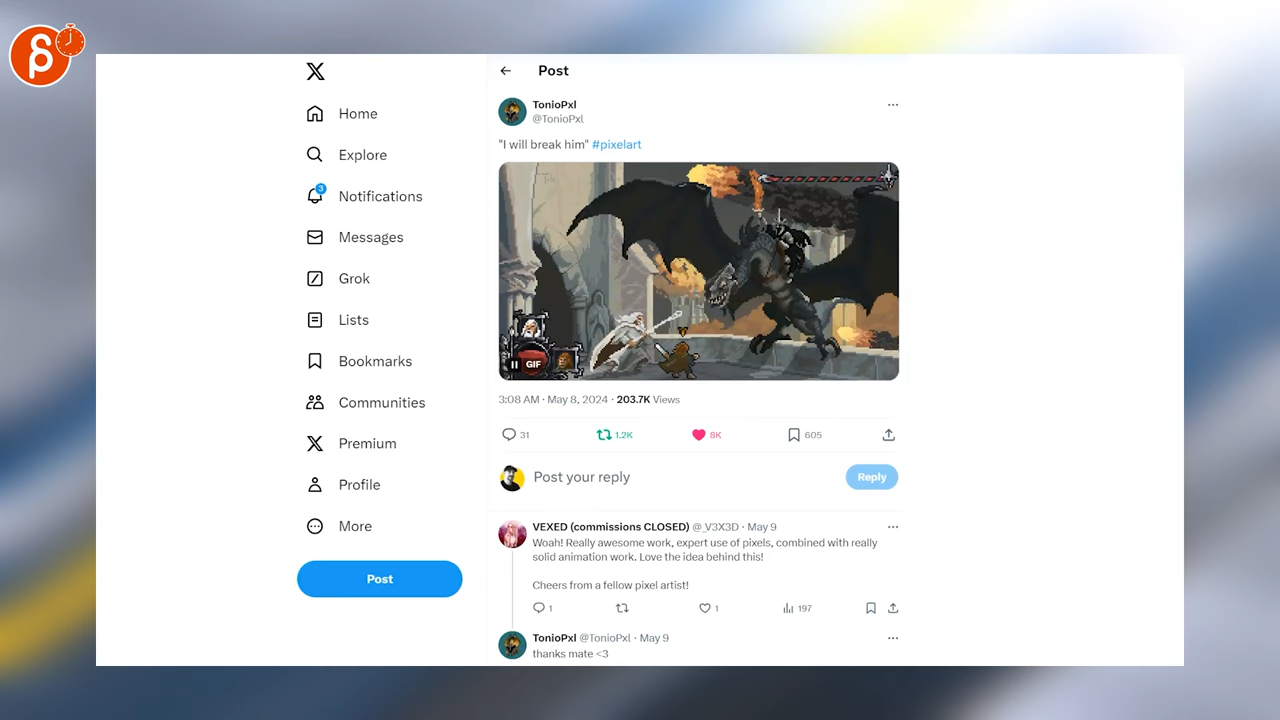 Post
TonioPxl
@TonioPxl
"I will break him" #pixelart
GIF
3:08 AM · May 8, 2024 · 203.7K Views
31
1.2K
8K
605
Post your reply
Reply
VEXED (commissions CLOSED) @_V3X3D · May 9
Woah! Really awesome work, expert use of pixels, combined with really
solid animation work. Love the idea behind this!
Cheers from a fellow pixel artist!
1
1
197
TonioPxl @TonioPxl · May 9
thanks mate <3
Home
Explore
3
Notifications
Messages
Grok
Lists
Bookmarks
Communities
Premium
Profile
More
Post